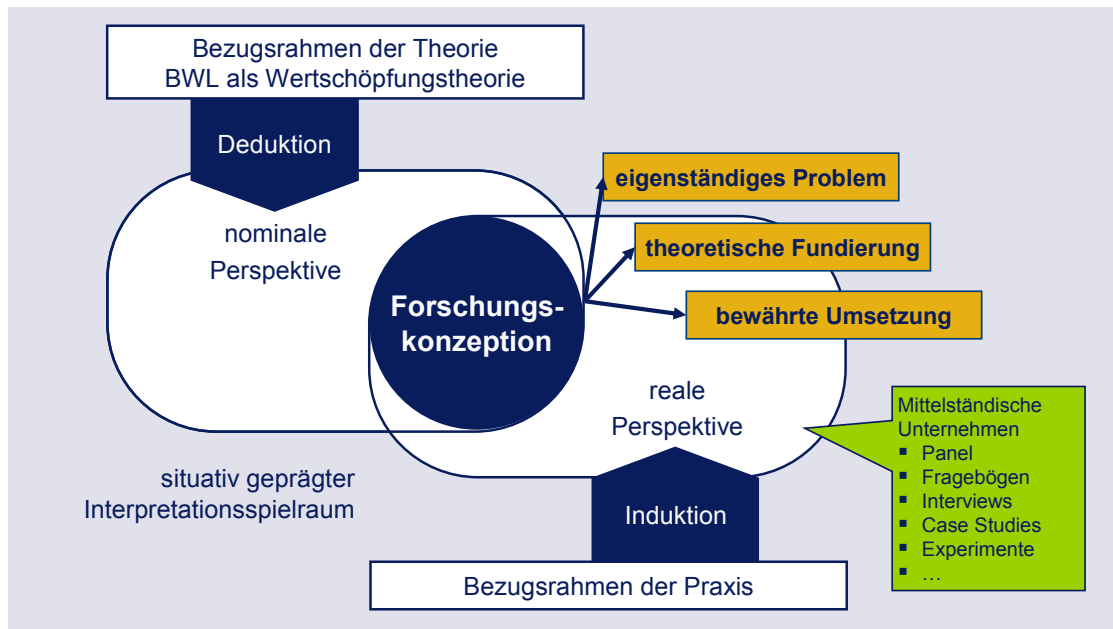 Bezugsrahmen der Theorie
BWL als Wertschöpfungstheorie
Deduktion
nominale
Perspektive
eigenständiges Problem
theoretische Fundierung
bewährte Umsetzung
Forschungs-
konzeption
reale
Perspektive
Mittelständische
Unternehmen
▪ Panel
▪ Fragebögen
▪ Interviews
▪ Case Studies
▪ Experimente
▪ …
situativ geprägter
Interpretationsspielraum
Induktion
Bezugsrahmen der Praxis